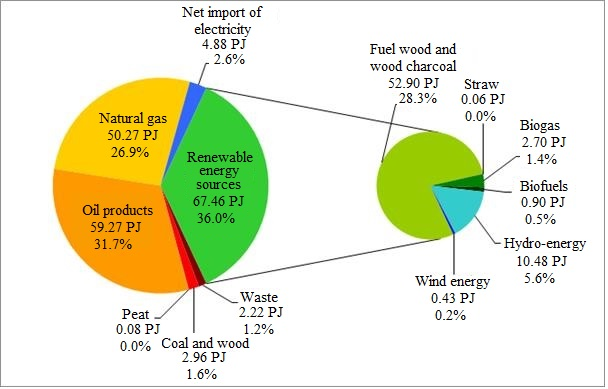 Net import of
electricity
4.88 PJ
2.6%
Natural gas
50.27 PJ
26.9%
Renewable
energy
sources
67.46 PJ
36.0%
Oil products
59.27 PJ
31.7%
Peat
0.08 PJ
0.0%
Coal and wood
2.96 PJ
1.6%
Waste
2.22 PJ
1.2%
Fuel wood and
wood charcoal
52.90 PJ
28.3%
Straw
0.06 PJ
0.0%
Biogas
2.70 PJ
1.4%
Biofuels
0.90 PJ
0.5%
Hydro-energy
10.48 PJ
5.6%
Wind energy
0.43 PJ
0.2%